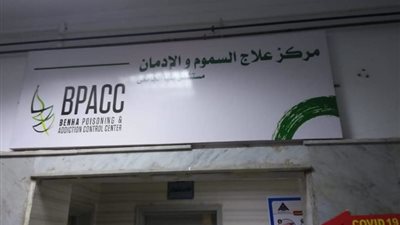 مركز علاج السموم و الإدمان
BPACC
BENHA POISONING &
ADDICTION CONTROL CENTER
COVID 19